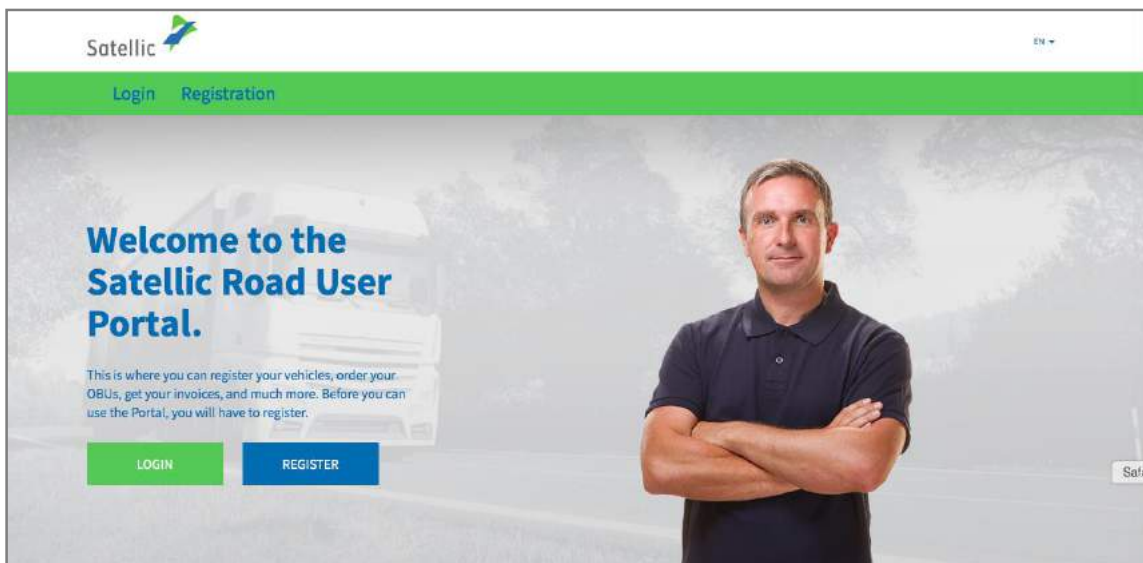 Satellic
EN
Login Registration
Welcome to the
Satellic Road User
Portal.
This is where you can register your vehicles, order your
OBUs, get your invoices, and much more. Before you can
use the Portal, you will have to register.
LOGIN REGISTER